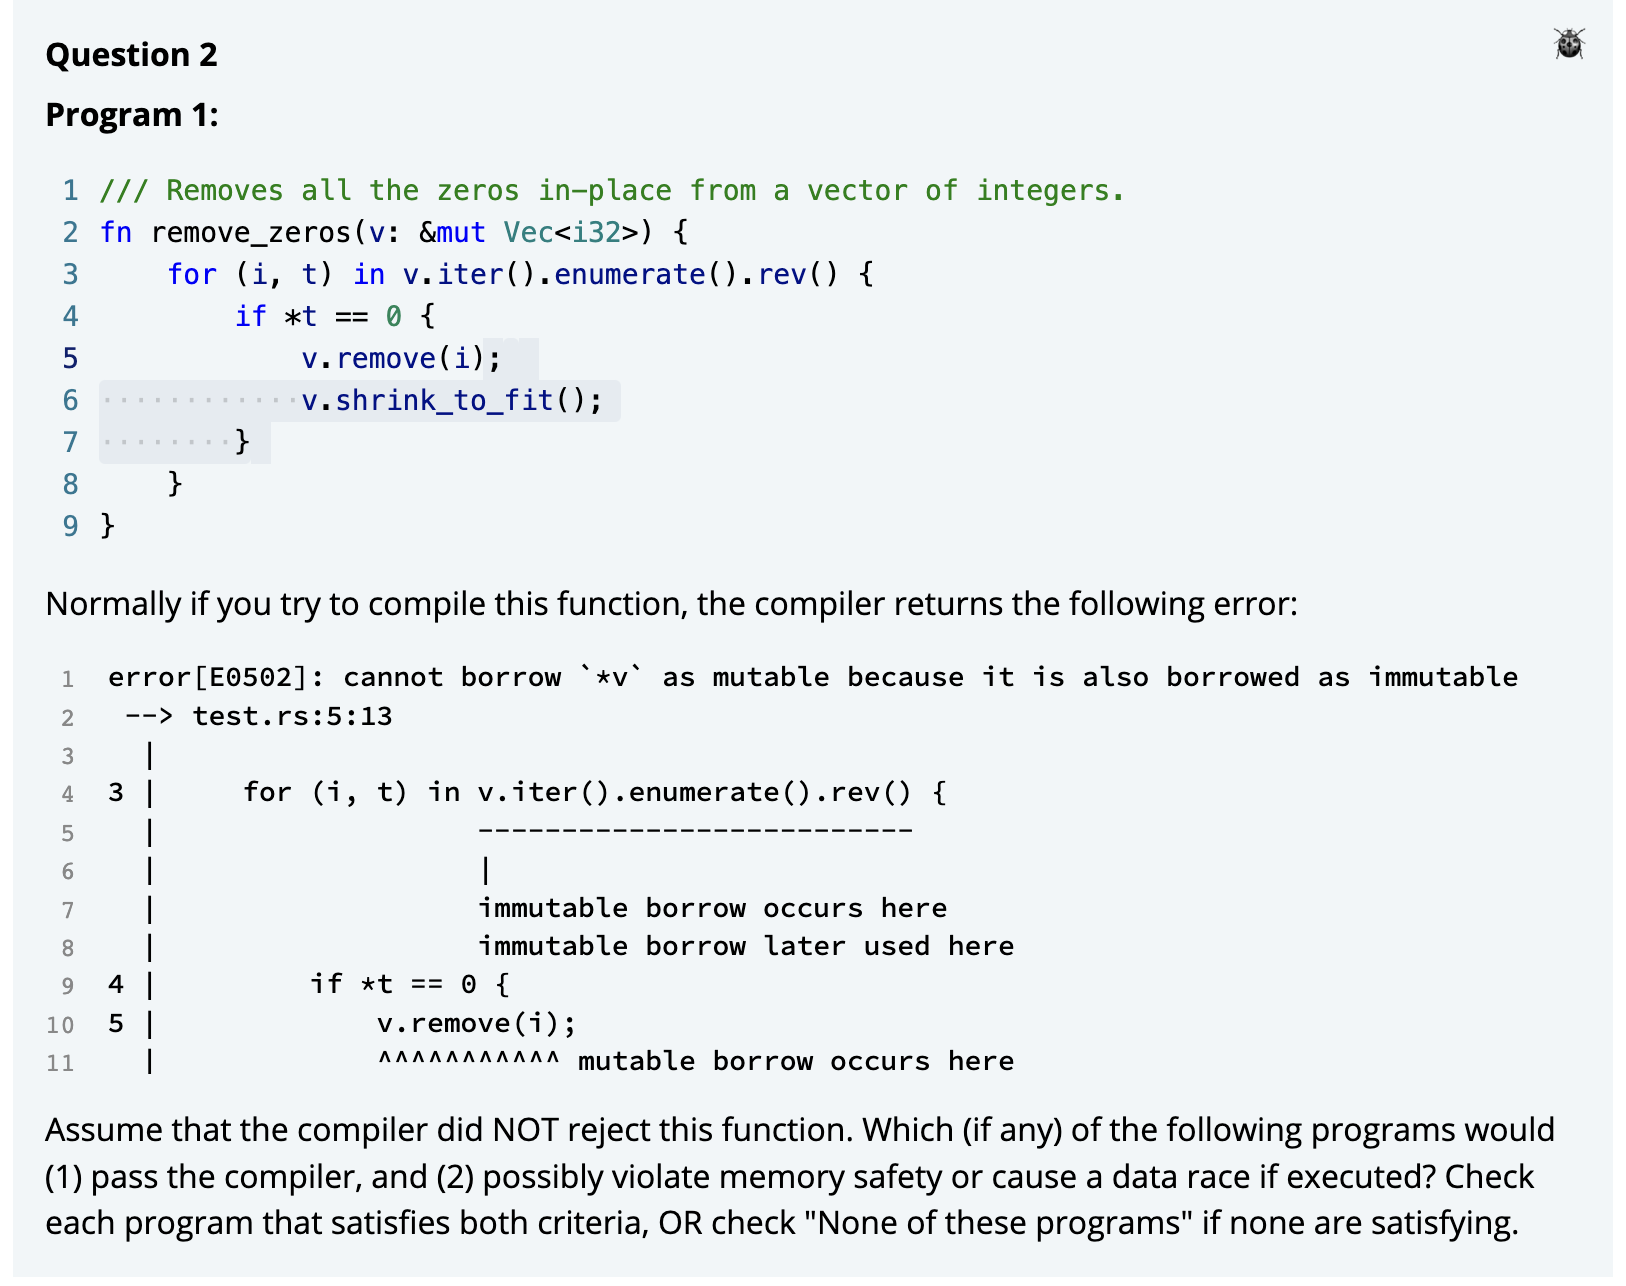 Question 2
Program 1:
1 /// Removes all the zeros in-place from a vector of integers.
2 fn remove_zeros(v: &mut Vec<i32>) {
3     for (i, t) in v.iter().enumerate().rev() {
4         if *t == 0 {
5             v.remove(i);
6 ············v.shrink_to_fit();
7 ········}
8     }
9 }
Normally if you try to compile this function, the compiler returns the following error:
1 error[E0502]: cannot borrow `*v` as mutable because it is also borrowed as immutable
2  --> test.rs:5:13
3   |
4 3 |     for (i, t) in v.iter().enumerate().rev() {
5   |                   --------------------------
6   |                   |
7   |                   immutable borrow occurs here
8   |                   immutable borrow later used here
9 4 |         if *t == 0 {
10 5 |             v.remove(i);
11   |             ^^^^^^^^^^^ mutable borrow occurs here
Assume that the compiler did NOT reject this function. Which (if any) of the following programs would
(1) pass the compiler, and (2) possibly violate memory safety or cause a data race if executed? Check
each program that satisfies both criteria, OR check "None of these programs" if none are satisfying.